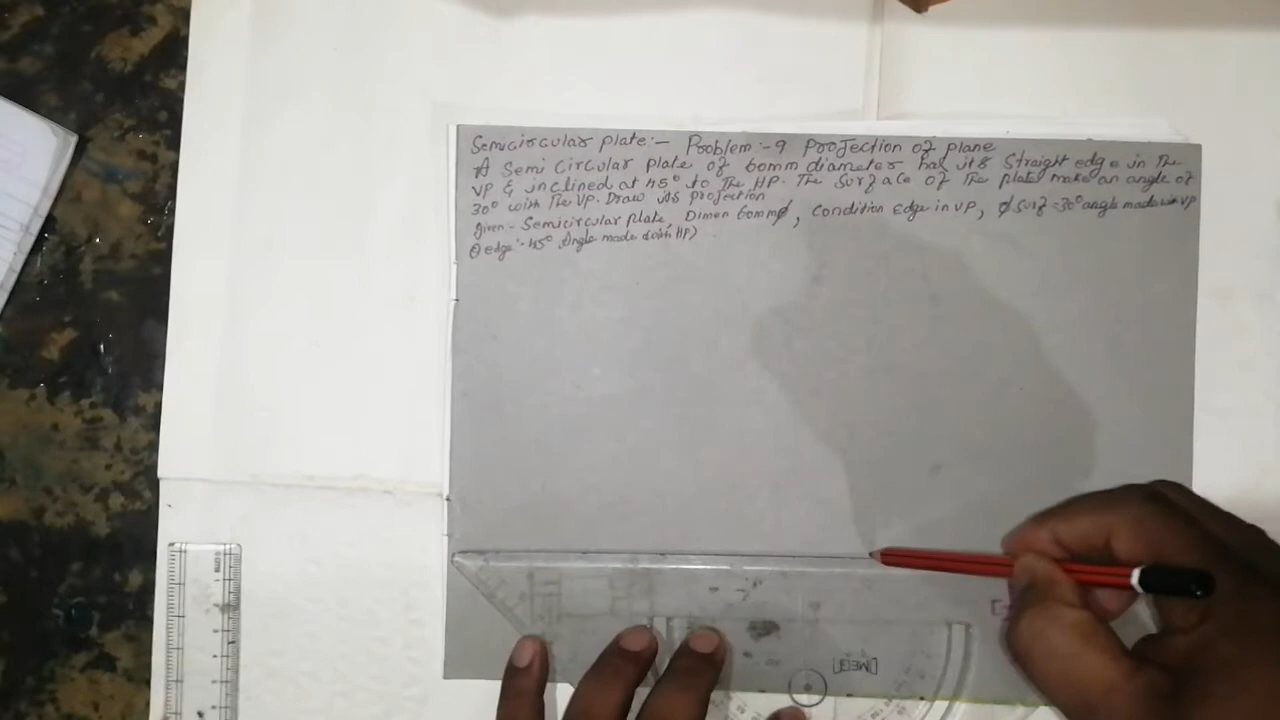 Semicircular plate:- Problem:-9 Projection of plane
A Semi Circular plate of 60mm diameter has its Straight edge in The
VP & inclined at 45° to The HP. The Surface of The plate make an angle of
30° with The VP. Draw its projection
given:- Semicircular plate, Dimen 60mmø, Condition Edge in VP, ø surf = 30° angle made with VP
θ edge:- 45° Angle made with HP)
OMEGA